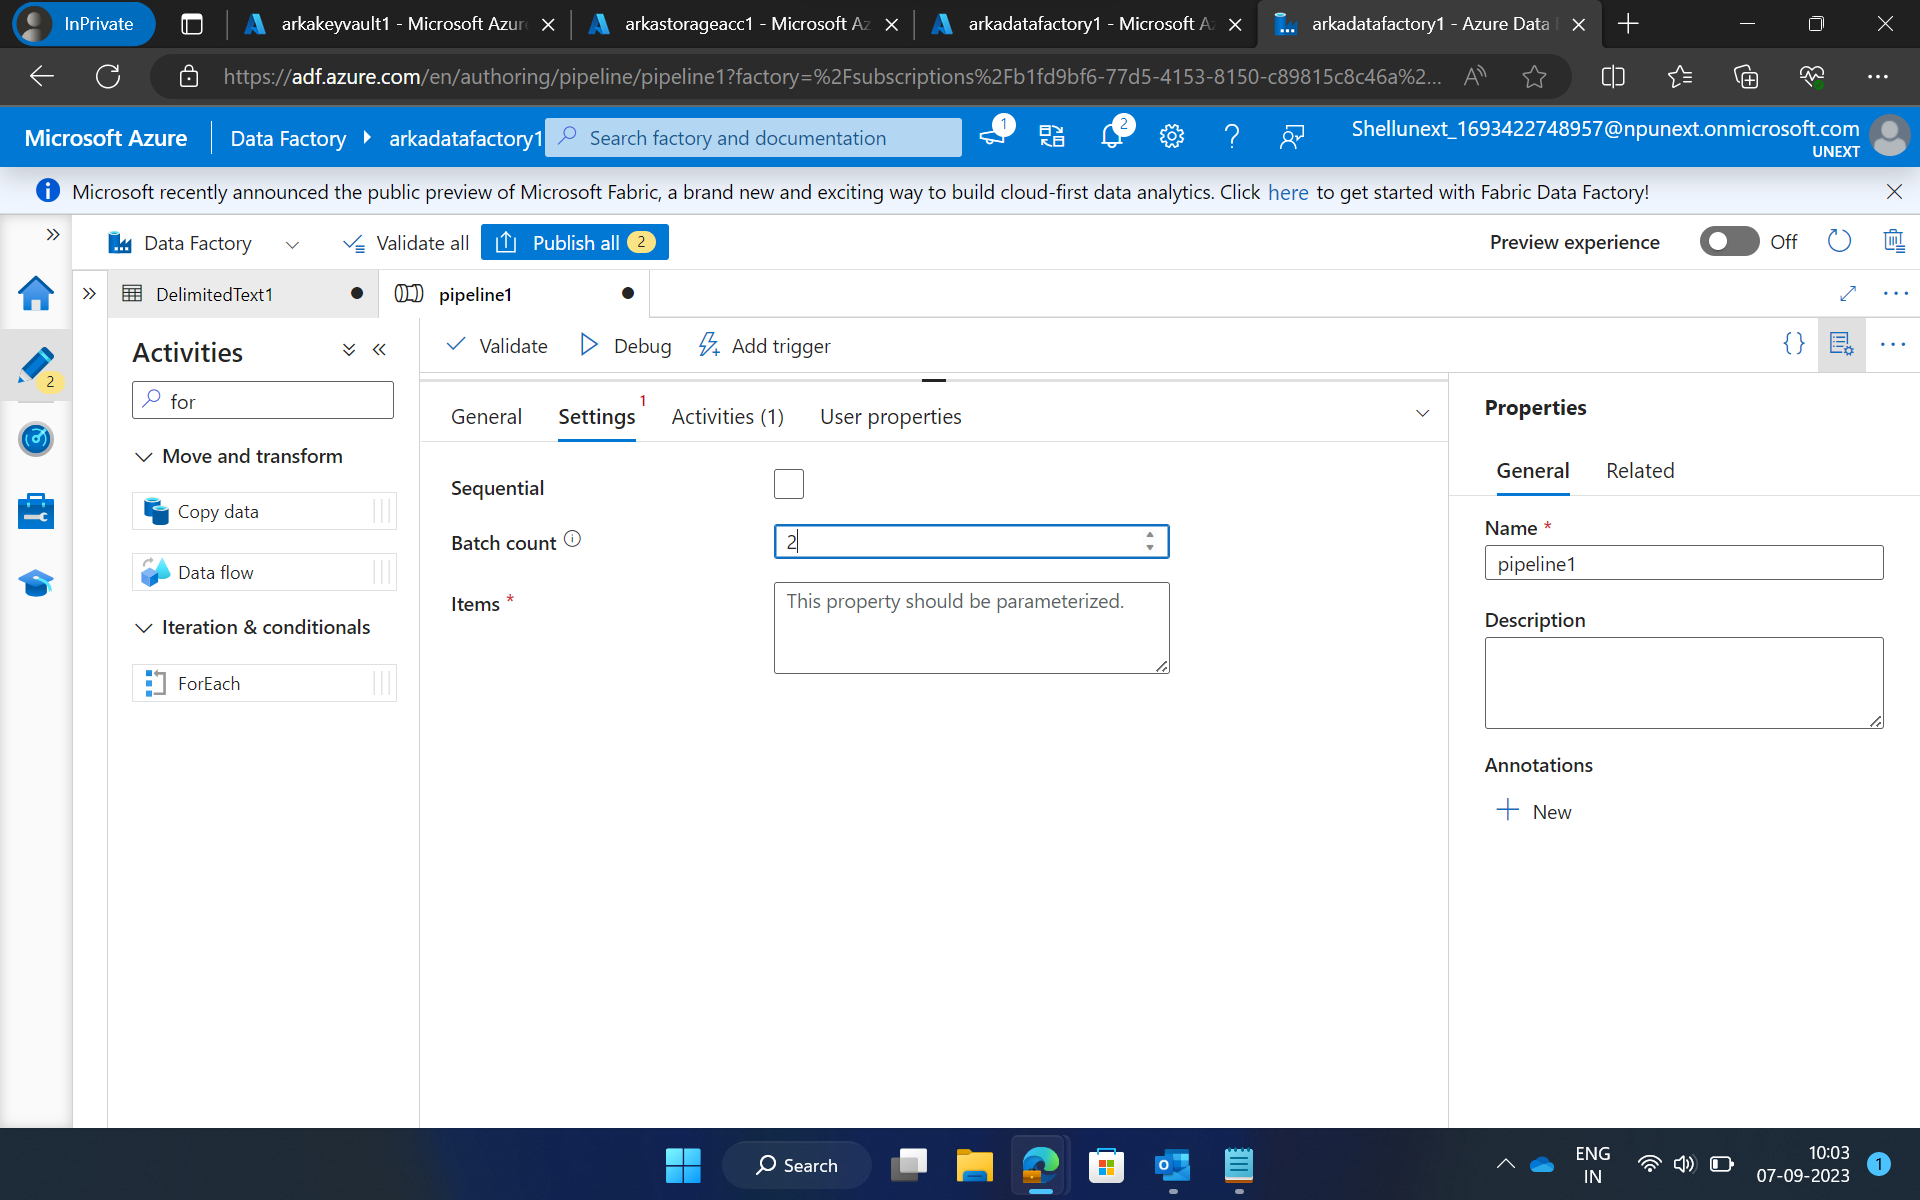 InPrivate
arkakeyvault1 - Microsoft Azur
arkastorageacc1 - Microsoft Az
arkadatafactory1 - Microsoft Az
arkadatafactory1 - Azure Data
https://adf.azure.com/en/authoring/pipeline/pipeline1?factory=%2Fsubscriptions%2Fb1fd9bf6-77d5-4153-8150-c89815c8c46a%2...
Microsoft Azure
Data Factory
arkadatafactory1
Search factory and documentation
1
2
Shellunext_1693422748957@npunext.onmicrosoft.com
UNEXT
Microsoft recently announced the public preview of Microsoft Fabric, a brand new and exciting way to build cloud-first data analytics. Click here to get started with Fabric Data Factory!
Data Factory
Validate all
Publish all 2
Preview experience
Off
DelimitedText1
pipeline1
2
Activities
for
Move and transform
Copy data
Data flow
Iteration & conditionals
ForEach
Validate
Debug
Add trigger
General
Settings 1
Activities (1)
User properties
Sequential
Batch count
2
Items *
This property should be parameterized.
Properties
General
Related
Name *
pipeline1
Description
Annotations
New
Search
ENG
IN
10:03
07-09-2023
1